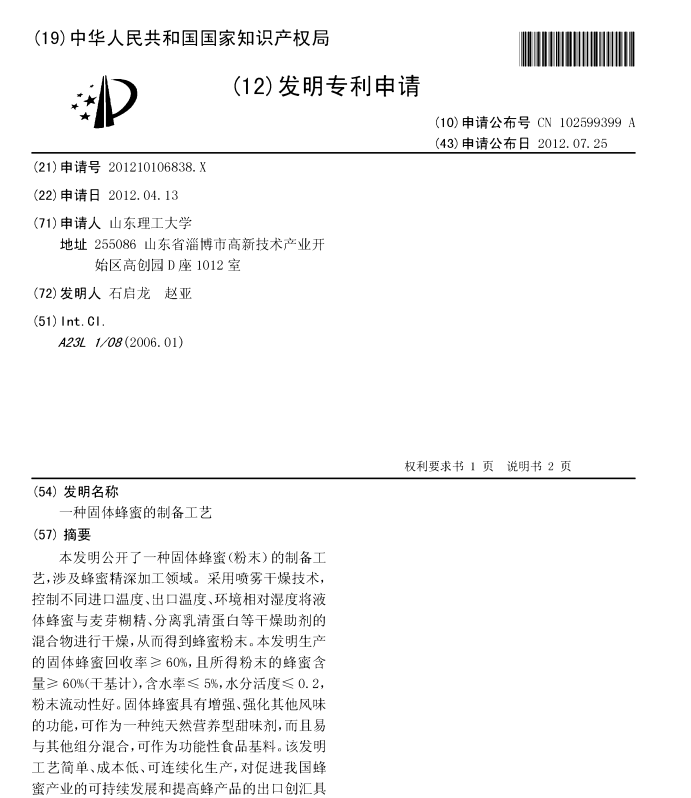 (19)中华人民共和国国家知识产权局
(12)发明专利申请
(10)申请公布号 CN 102599399 A
(43)申请公布日 2012.07.25
(21)申请号 201210106838.X
(22)申请日 2012.04.13
(71)申请人 山东理工大学
地址 255086 山东省淄博市高新技术产业开
始区高创园 D 座 1012 室
(72)发明人 石启龙 赵亚
(51)Int.Cl.
A23L 1/08(2006.01)
权利要求书 1 页 说明书 2 页
(54)发明名称
一种固体蜂蜜的制备工艺
(57)摘要
本发明公开了一种固体蜂蜜(粉末)的制备工
艺,涉及蜂蜜精深加工领域。采用喷雾干燥技术,
控制不同进口温度、出口温度、环境相对湿度将液
体蜂蜜与麦芽糊精、分离乳清蛋白等干燥助剂的
混合物进行干燥,从而得到蜂蜜粉末。本发明生产
的固体蜂蜜回收率≥60%,且所得粉末的蜂蜜含
量≥60%(干基计),含水率≤5%,水分活度≤0.2,
粉末流动性好。固体蜂蜜具有增强、强化其他风味
的功能,可作为一种纯天然营养型甜味剂,而且易
与其他组分混合,可作为功能性食品基料。该发明
工艺简单、成本低、可连续化生产,对促进我国蜂
蜜产业的可持续发展和提高蜂产品的出口创汇具